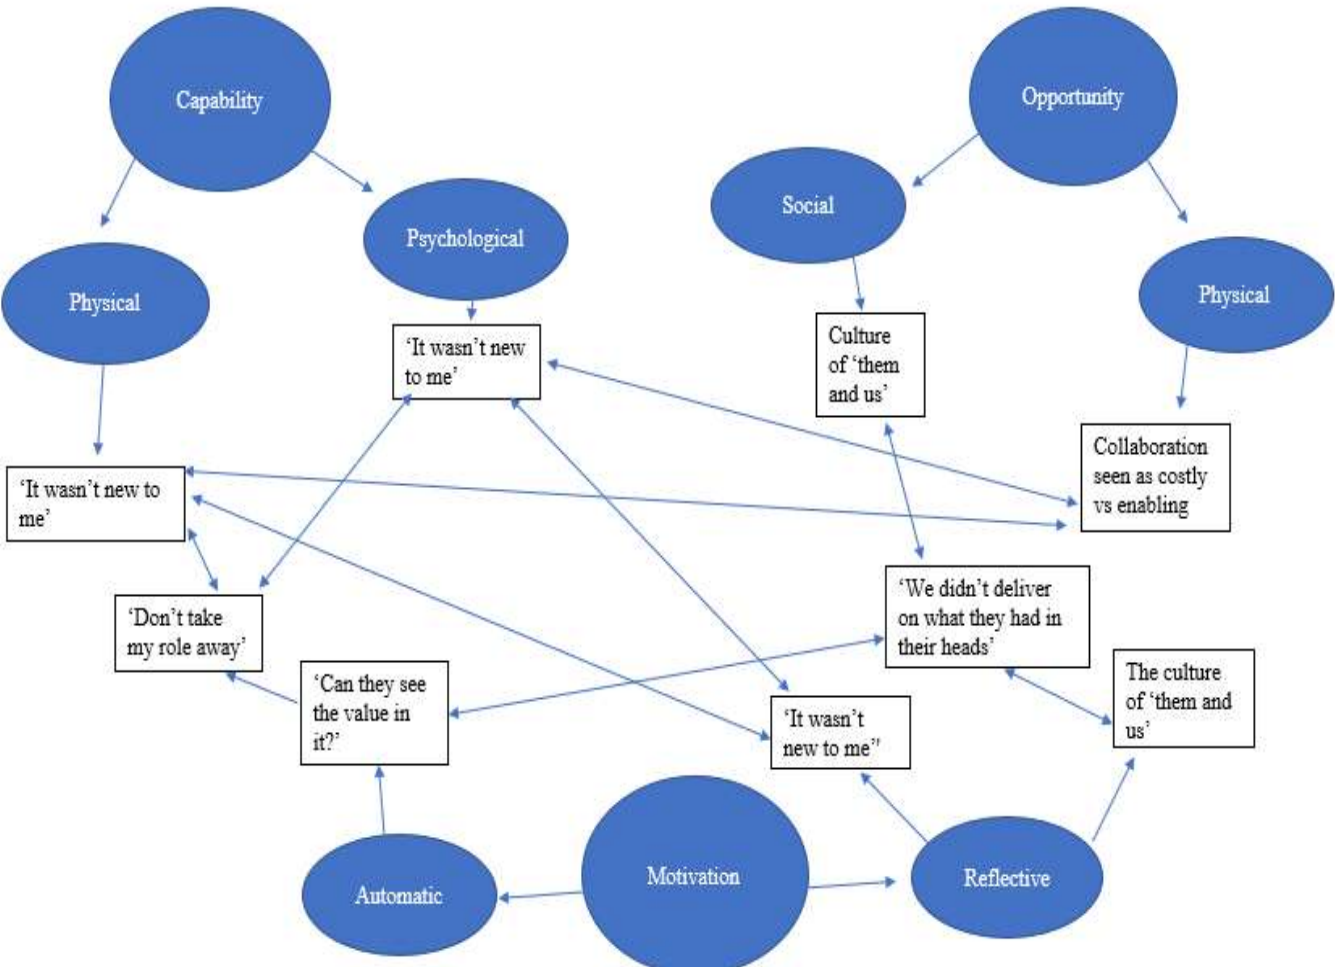 Capability
Opportunity
Social
Psychological
Physical
Physical
‘It wasn’t new
to me’
Culture
of ‘them
and us’
Collaboration
seen as costly
vs enabling
‘It wasn’t new to
me’
‘We didn’t deliver
on what they had in
their heads’
‘Don’t take
my role away’
‘Can they see
the value in
it?’
The culture
of ‘them and
us’
‘It wasn’t
new to me”
Motivation
Automatic
Reflective